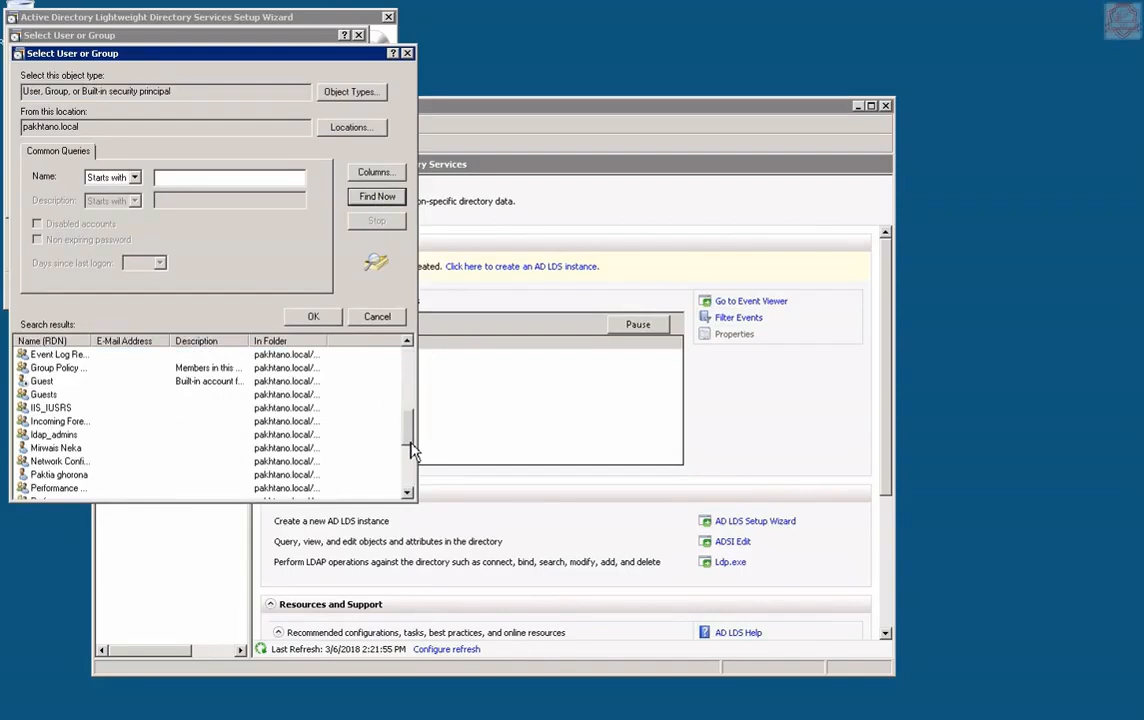 Active Directory Lightweight Directory Services Setup Wizard
Select User or Group
Select User or Group
Select this object type:
User, Group, or Built-in security principal
Object Types...
From this location:
pakhtano.local
Locations...
Common Queries
Name:
Starts with
Columns...
Description:
Starts with
Find Now
Disabled accounts
Stop
Non expiring password
Days since last logon:
OK
Cancel
Search results:
Name (RDN) E-Mail Address Description In Folder
Event Log Re... pakhtano.local/...
Group Policy ... Members in this ... pakhtano.local/...
Guest Built-in account f... pakhtano.local/...
Guests pakhtano.local/...
IIS_IUSRS pakhtano.local/...
Incoming Fore... pakhtano.local/...
ldap_admins pakhtano.local/...
Mirwais Neka pakhtano.local/...
Network Confi... pakhtano.local/...
Paktia ghorona pakhtano.local/...
Performance ... pakhtano.local/...
ry Services
on-specific directory data.
eated. Click here to create an AD LDS instance.
Go to Event Viewer
Filter Events
Properties
Pause
Create a new AD LDS instance
AD LDS Setup Wizard
Query, view, and edit objects and attributes in the directory
ADSI Edit
Perform LDAP operations against the directory such as connect, bind, search, modify, add, and delete
Ldp.exe
Resources and Support
Recommended configurations, tasks, best practices, and online resources
AD LDS Help
Last Refresh: 3/6/2018 2:21:55 PM Configure refresh